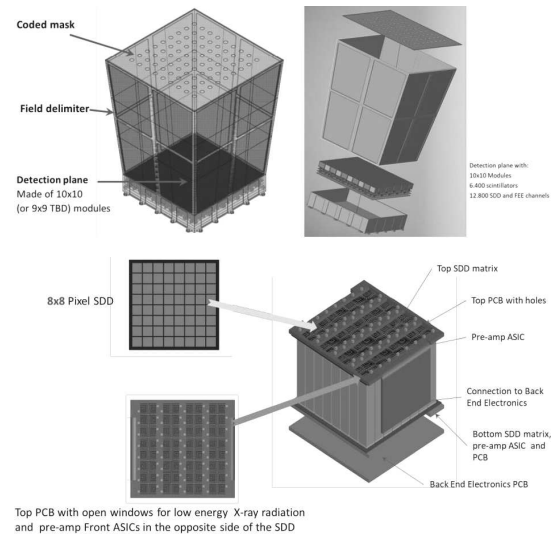 Coded mask
Field delimiter
Detection plane
Made of 10x10
(or 9x9 TBD) modules
Detection plane with:
10x10 Modules
6.400 scintillators
12.800 SDD and FEE channels
8x8 Pixel SDD
Top SDD matrix
Top PCB with holes
Pre-amp ASIC
Connection to Back
End Electronics
Bottom SDD matrix,
pre-amp ASIC and
PCB
Back End Electronics PCB
Top PCB with open windows for low energy X-ray radiation
and pre-amp Front ASICs in the opposite side of the SDD